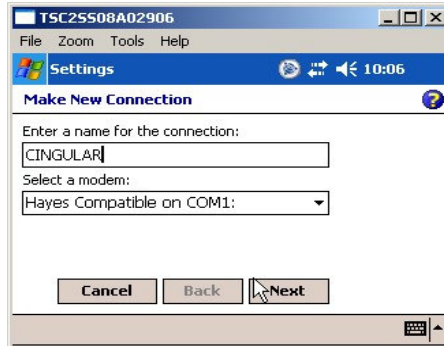 TSC2SS08A02906
File Zoom Tools Help
Settings 10:06
Make New Connection
Enter a name for the connection:
CINGULAR
Select a modem:
Hayes Compatible on COM1:
Cancel Back Next